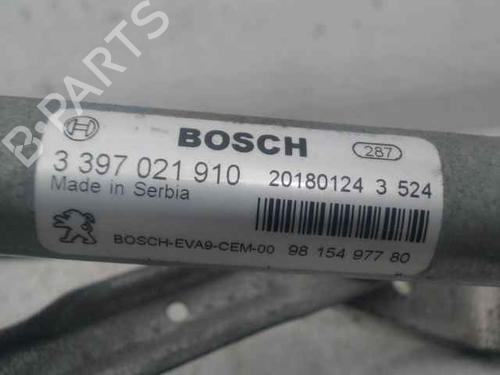 B-PARTS
BOSCH
287
3 397 021 910
20180124 3 524
Made in Serbia
BOSCH-EVA9-CEM-00 98 154 977 80